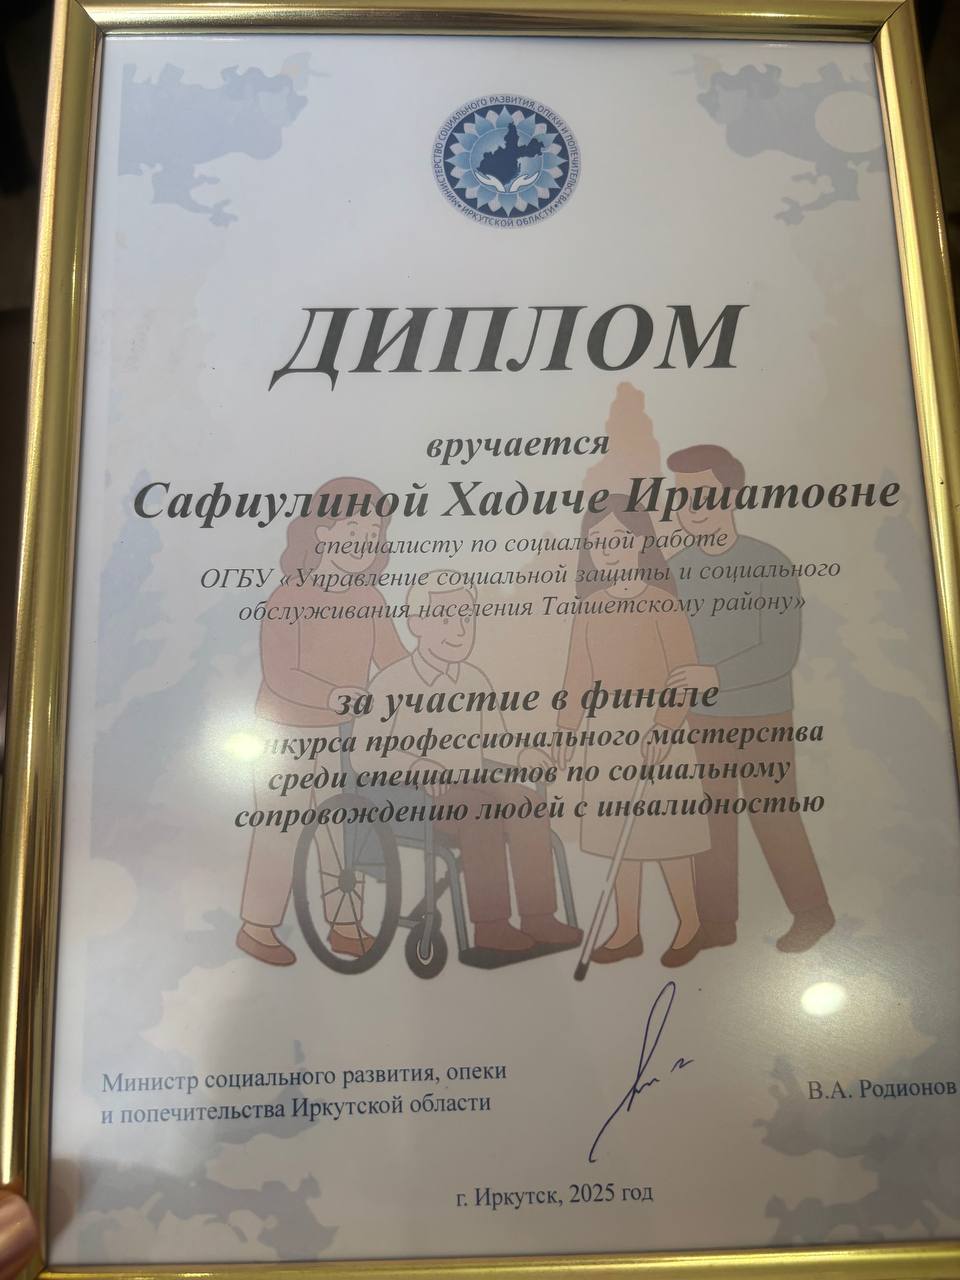 МИНИСТЕРСТВО СОЦИАЛЬНОГО РАЗВИТИЯ, ОПЕКИ И ПОПЕЧИТЕЛЬСТВА
ИРКУТСКОЙ ОБЛАСТИ
ДИПЛОМ
вручается
Сафиулиной Хадиче Иршатовне
специалисту по социальной работе
ОГБУ «Управление социальной защиты и социального
обслуживания населения Тайшетскому району»
за участие в финале
нкурса профессионального мастерства
среди специалистов по социальному
сопровождению людей с инвалидностью
Министр социального развития, опеки
и попечительства Иркутской области
В.А. Родионов
г. Иркутск, 2025 год